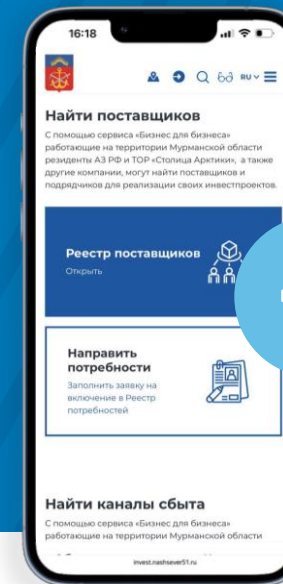 16:18
RU
Найти поставщиков
С помощью сервиса «Бизнес для бизнеса»
работающие на территории Мурманской области
резиденты АЗ РФ и ТОР «Столица Арктики», а также
другие компании, могут найти поставщиков и
подрядчиков для реализации своих инвестпроектов.
Реестр поставщиков
Открыть
Направить
потребности
Заполнить заявку на
включение в Реестр
потребностей
Найти каналы сбыта
С помощью сервиса «Бизнес для бизнеса»
работающие на территории Мурманской области
invest.nashsever51.ru